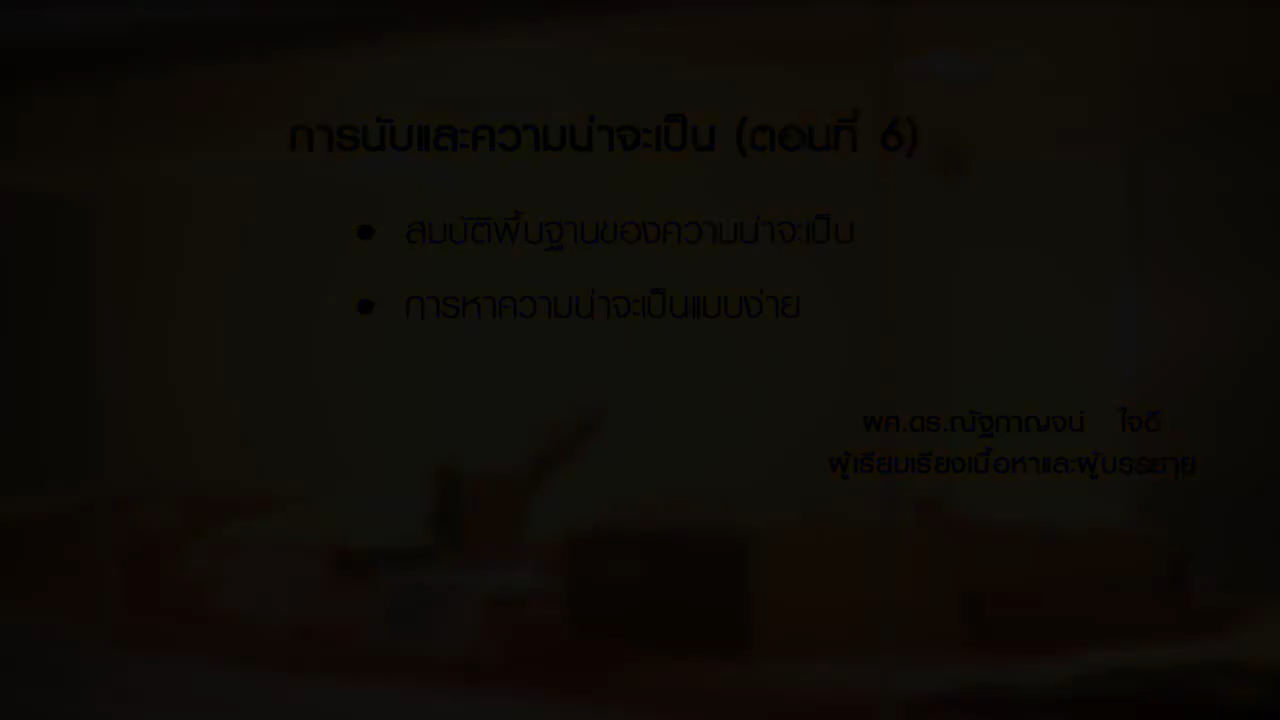 การนับและความน่าจะเป็น (ตอนที่ 6)
• สมบัติพื้นฐานของความน่าจะเป็น
• การหาความน่าจะเป็นแบบง่าย
ผศ.ดร.ณัฐกาญจน์ ใจดี
ผู้เรียบเรียงเนื้อหาและผู้บรรยาย